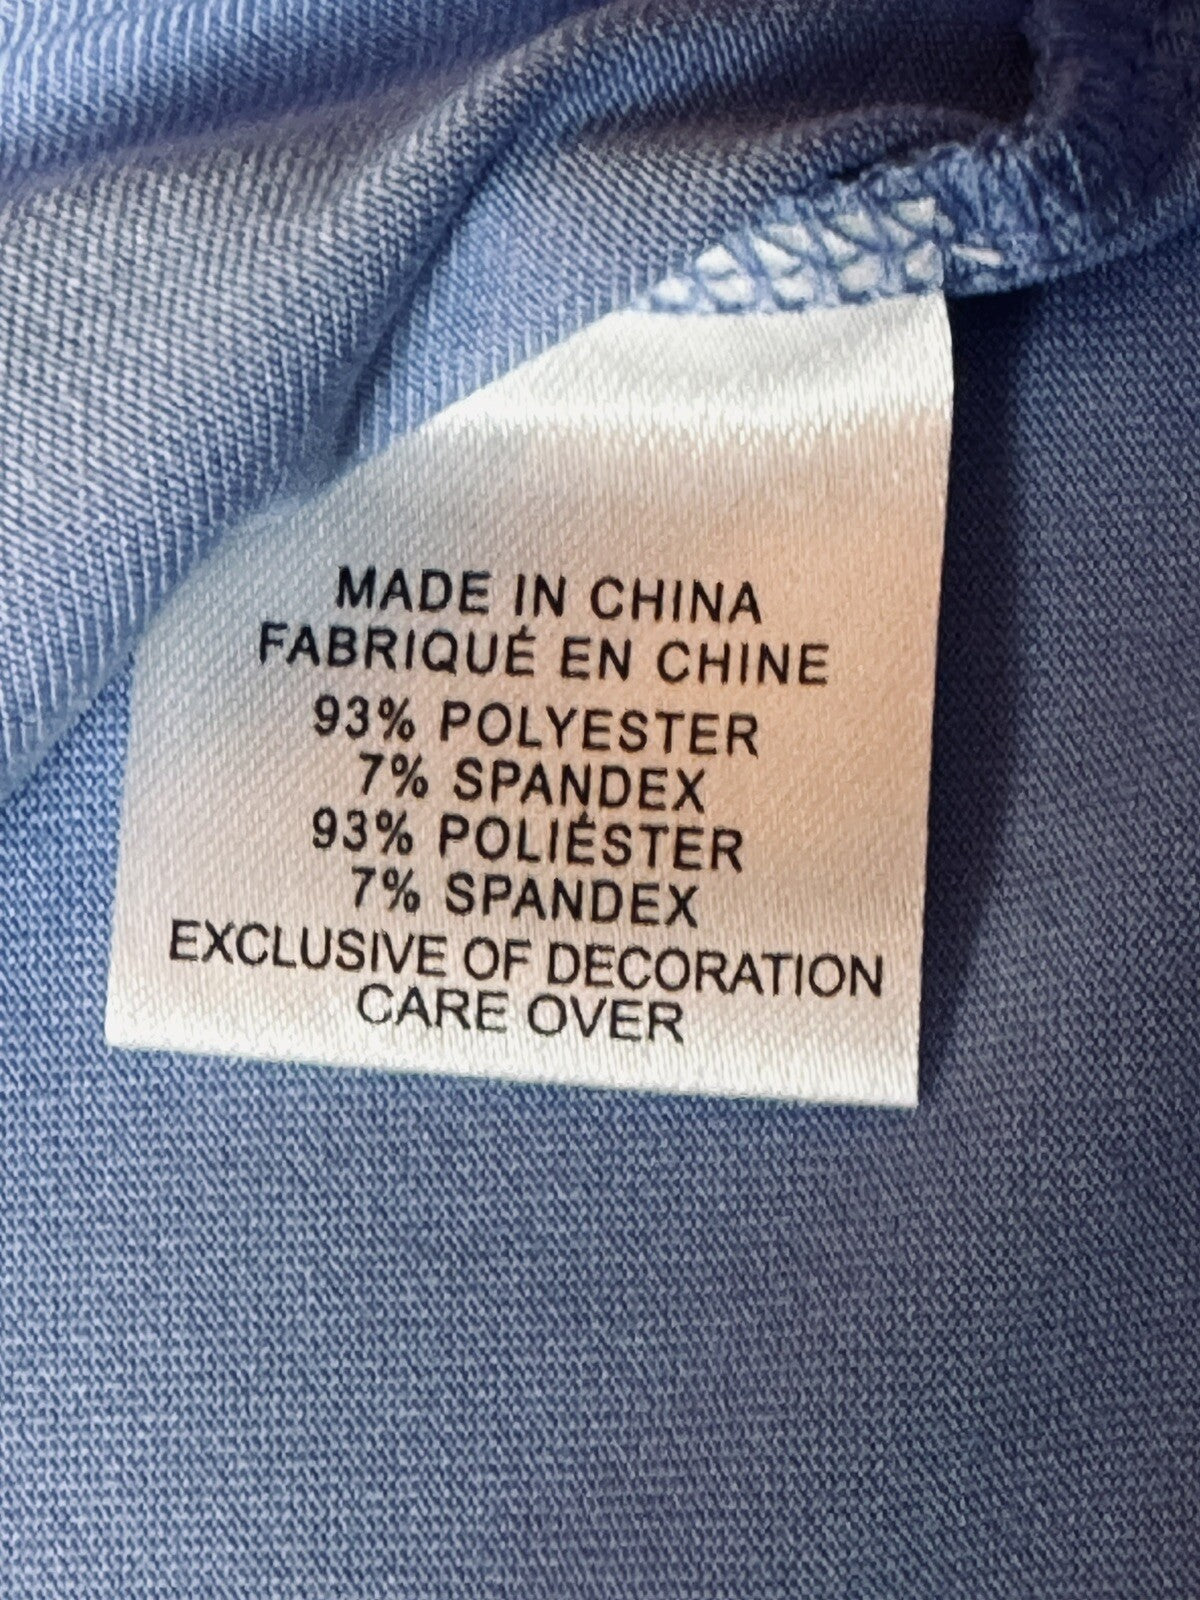 MADE IN CHINA
FABRIQUÉ EN CHINE
93% POLYESTER
7% SPANDEX
93% POLIÉSTER
7% SPANDEX
EXCLUSIVE OF DECORATION
CARE OVER